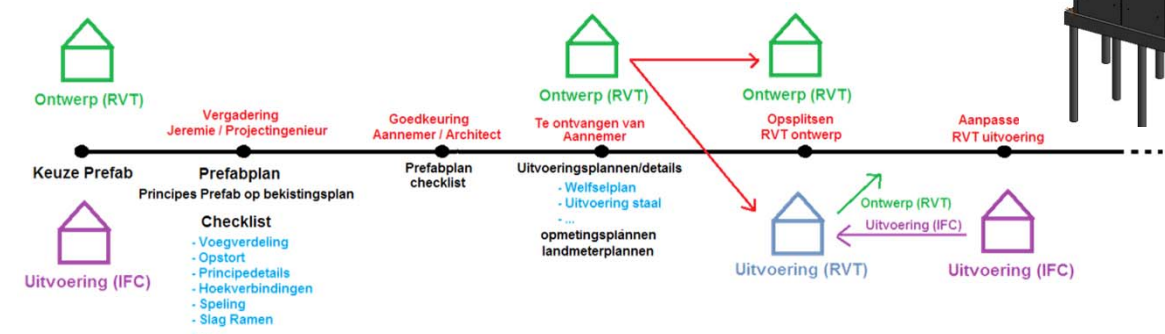 Ontwerp (RVT)
Ontwerp (RVT)
Ontwerp (RVT)
Vergadering
Jeremie / Projectingenieur
Goedkeuring
Aannemer / Architect
Te ontvangen van
Aannemer
Opsplitsen
RVT ontwerp
Aanpasse
RVT uitvoering
Keuze Prefab
Prefabplan
Principes Prefab op bekistingsplan
Checklist
- Voegverdeling
- Opstort
- Principedetails
- Hoekverbindingen
- Speling
- Slag Ramen
Prefabplan
checklist
Uitvoeringsplannen/details
- Welfselplan
- Uitvoering staal
- ...
opmetingsplannen
landmeterplannen
Ontwerp (RVT)
Uitvoering (IFC)
Uitvoering (IFC)
Uitvoering (RVT)
Uitvoering (IFC)